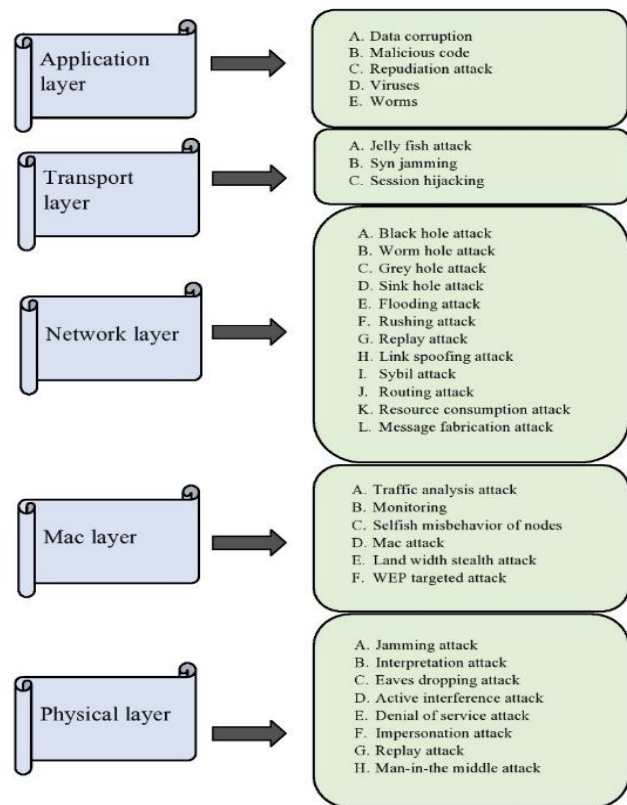 Application
layer
A. Data corruption
B. Malicious code
C. Repudiation attack
D. Viruses
E. Worms
Transport
layer
A. Jelly fish attack
B. Syn jamming
C. Session hijacking
Network layer
A. Black hole attack
B. Worm hole attack
C. Grey hole attack
D. Sink hole attack
E. Flooding attack
F. Rushing attack
G. Replay attack
H. Link spoofing attack
I. Sybil attack
J. Routing attack
K. Resource consumption attack
L. Message fabrication attack
Mac layer
A. Traffic analysis attack
B. Monitoring
C. Selfish misbehavior of nodes
D. Mac attack
E. Land width stealth attack
F. WEP targeted attack
Physical layer
A. Jamming attack
B. Interpretation attack
C. Eaves dropping attack
D. Active interference attack
E. Denial of service attack
F. Impersonation attack
G. Replay attack
H. Man-in-the middle attack